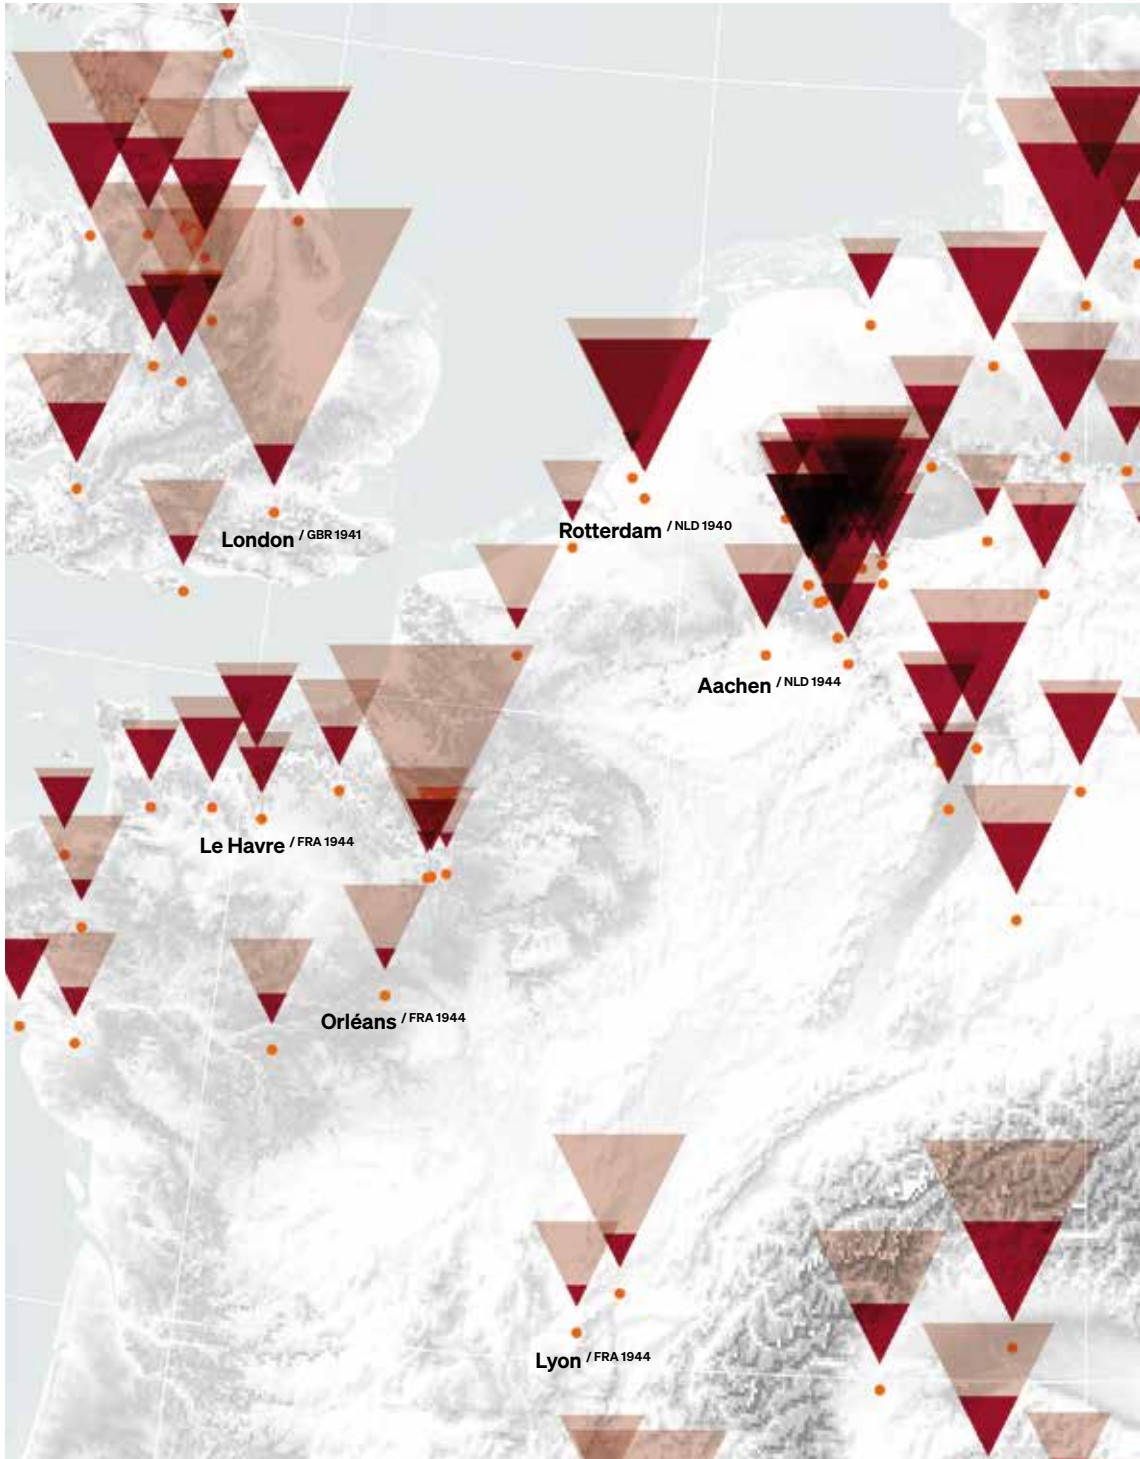 London / GBR 1941
Rotterdam / NLD 1940
Aachen / NLD 1944
Le Havre / FRA 1944
Orléans / FRA 1944
Lyon / FRA 1944